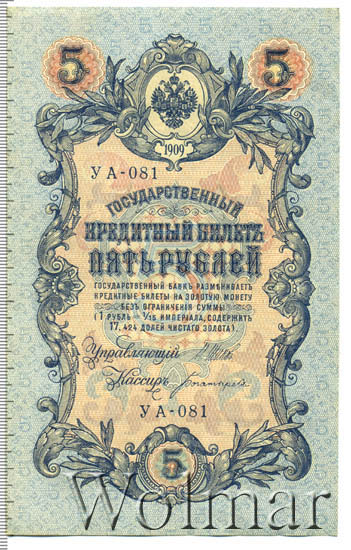 5 5
1909
УА-081
ГОСУДАРСТВЕННЫЙ
КРЕДИТНЫЙ БИЛЕТЪ
ПЯТЬ РУБЛЕЙ
ГОСУДАРСТВЕННЫЙ БАНКЪ РАЗМѢНИВАЕТЪ
КРЕДИТНЫЕ БИЛЕТЫ НА ЗОЛОТУЮ МОНЕТУ
БЕЗЪ ОГРАНИЧЕНІЯ СУММЫ
(1 РУБЛЬ = 1/15 ИМПЕРІАЛА, СОДЕРЖИТЪ
17,424 ДОЛЕЙ ЧИСТАГО ЗОЛОТА).
Управляющій
Кассиръ
УА-081
5
Wolmar